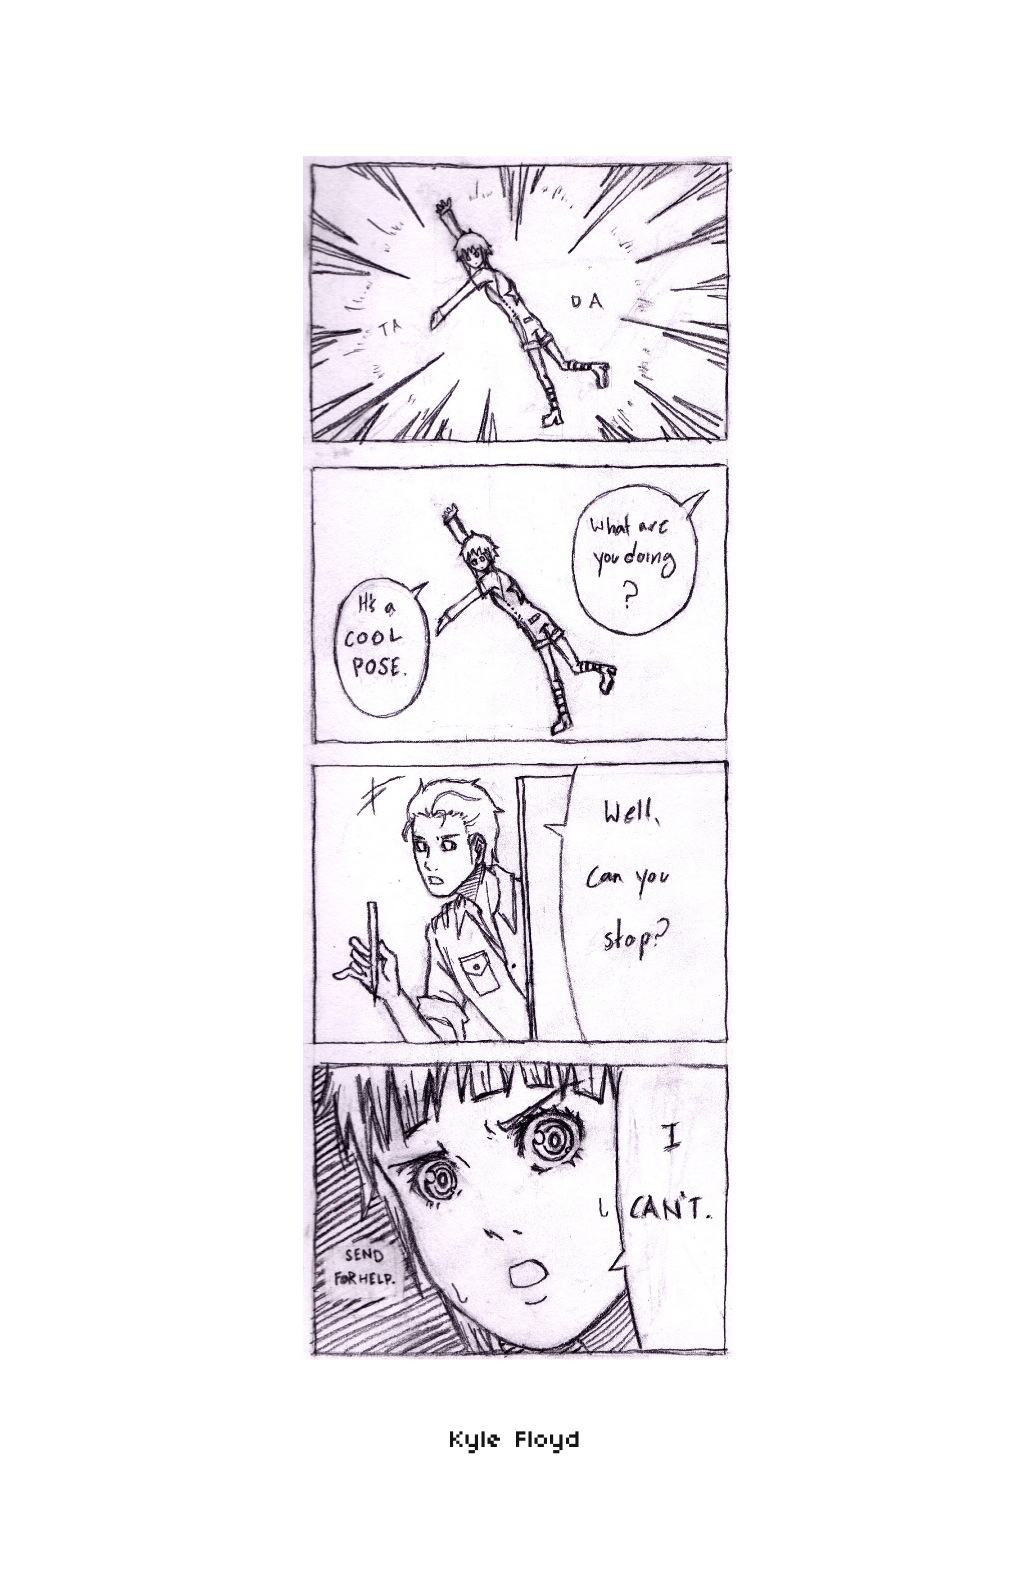 TA
DA
What are
you doing
?
It's a
COOL
POSE.
Well,
Can you
stop?
I
CAN'T.
SEND
FOR HELP.
Kyle Floyd